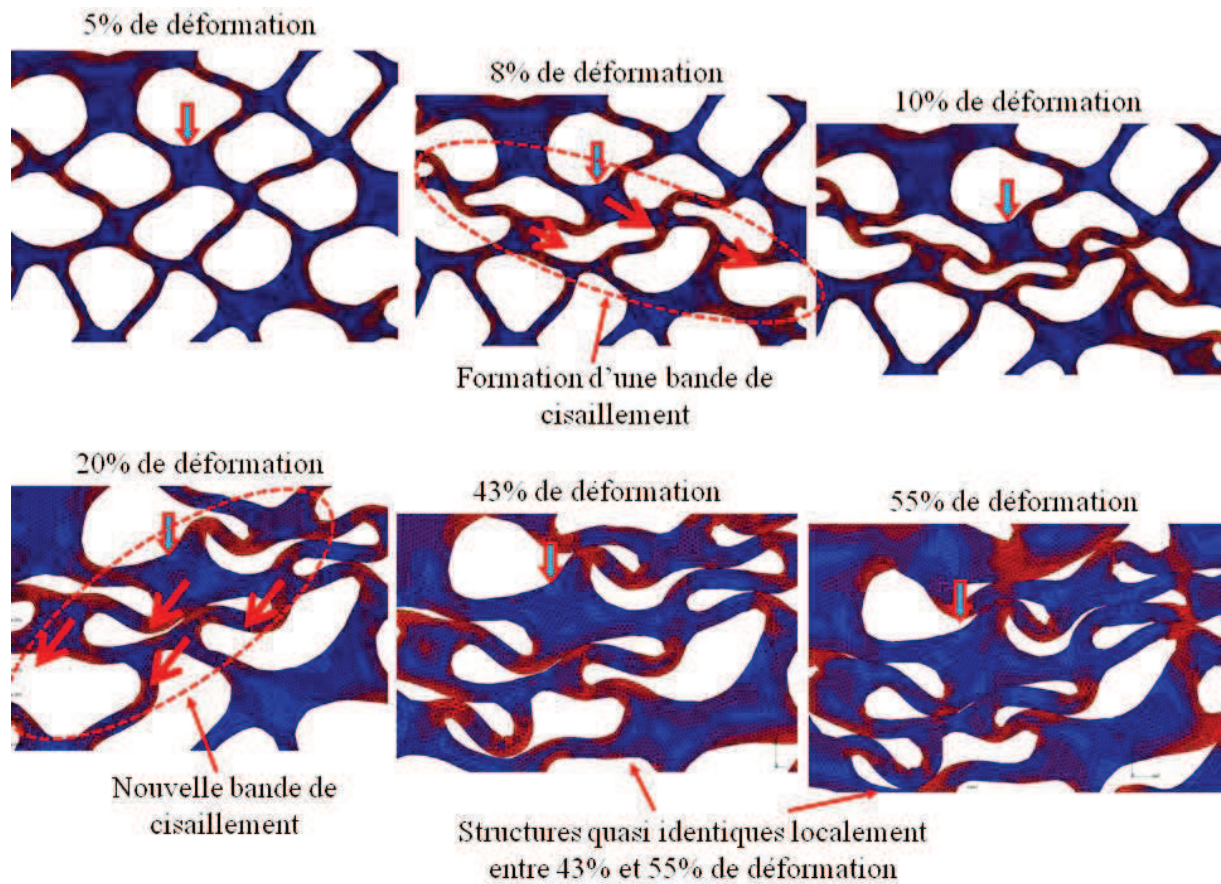 5% de déformation
8% de déformation
10% de déformation
Formation d'une bande de
cisaillement
20% de déformation
43% de déformation
55% de déformation
Nouvelle bande de
cisaillement
Structures quasi identiques localement
entre 43% et 55% de déformation